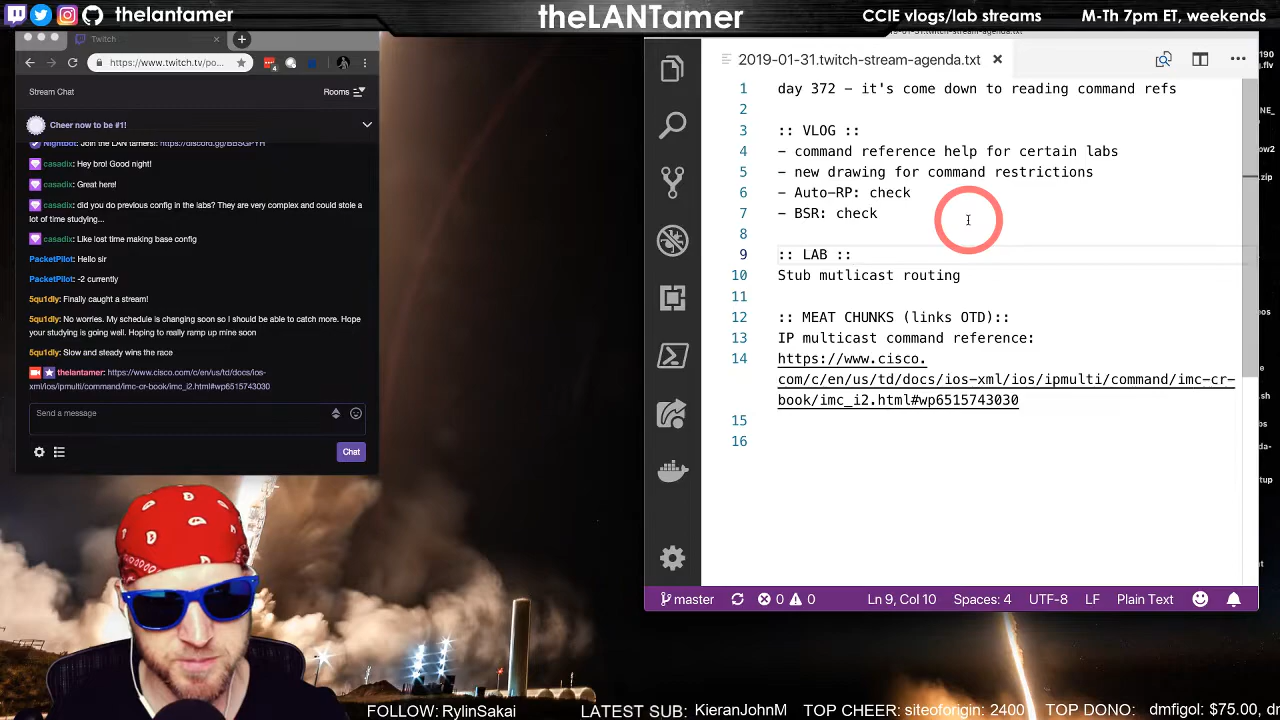 thelantamer
theLANTamer
CCIE vlogs/lab streams
M-Th 7pm ET, weekends
Twitch
https://www.twitch.tv/po...
Stream Chat
Rooms
Cheer now to be #1!
Nightbot: Join the LAN tamers! https://discord.gg/BBSGPYH
casadix: Hey bro! Good night!
casadix: Great here!
casadix: did you do previous config in the labs? They are very complex and could stole a
lot of time studying...
casadix: Like lost time making base config
PacketPilot: Hello sir
PacketPilot: -2 currently
5qu1dly: Finally caught a stream!
5qu1dly: No worries. My schedule is changing soon so I should be able to catch more. Hope
your studying is going well. Hoping to really ramp up mine soon
5qu1dly: Slow and steady wins the race
thelantamer: https://www.cisco.com/c/en/us/td/docs/ios-
xml/ios/ipmulti/command/imc-cr-book/imc_i2.html#wp6515743030
Send a message
Chat
2019-01-31.twitch-stream-agenda.txt
2019-01-31.twitch-stream-agenda.txt
1 day 372 - it's come down to reading command refs
2
3 :: VLOG ::
4 - command reference help for certain labs
5 - new drawing for command restrictions
6 - Auto-RP: check
7 - BSR: check
8
9 :: LAB ::
10 Stub mutlicast routing
11
12 :: MEAT CHUNKS (links OTD)::
13 IP multicast command reference:
14 https://www.cisco.
com/c/en/us/td/docs/ios-xml/ios/ipmulti/command/imc-cr-
book/imc_i2.html#wp6515743030
15
16
master 0 0 Ln 9, Col 10 Spaces: 4 UTF-8 LF Plain Text
FOLLOW: RylinSakai LATEST SUB: KieranJohnM TOP CHEER: siteoforigin: 2400 TOP DONO: dmfigol: $75.00,